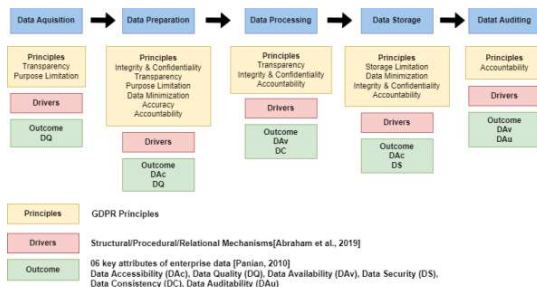 Data Aquisition
Data Preparation
Data Processing
Data Storage
Datat Auditing
Principles
Transparency
Purpose Limitation
Drivers
Outcome
DQ
Principles
Integrity & Confidentiality
Transparency
Purpose Limitation
Data Minimization
Accuracy
Accountability
Drivers
Outcome
DAc
DQ
Principles
Transparency
Integrity & Confidentiality
Accountability
Drivers
Outcome
DAv
DC
Principles
Storage Limitation
Data Minimization
Integrity & Confidentiality
Accountability
Drivers
Outcome
DAc
DS
Principles
Accountability
Drivers
Outcome
DAv
DAu
Principles
GDPR Principles
Drivers
Structural/Procedural/Relational Mechanisms[Abraham et al., 2019]
Outcome
06 key attributes of enterprise data [Panian, 2010]
Data Accessibility (DAc), Data Quality (DQ), Data Availability (DAv), Data Security (DS),
Data Consistency (DC), Data Auditability (DAu)